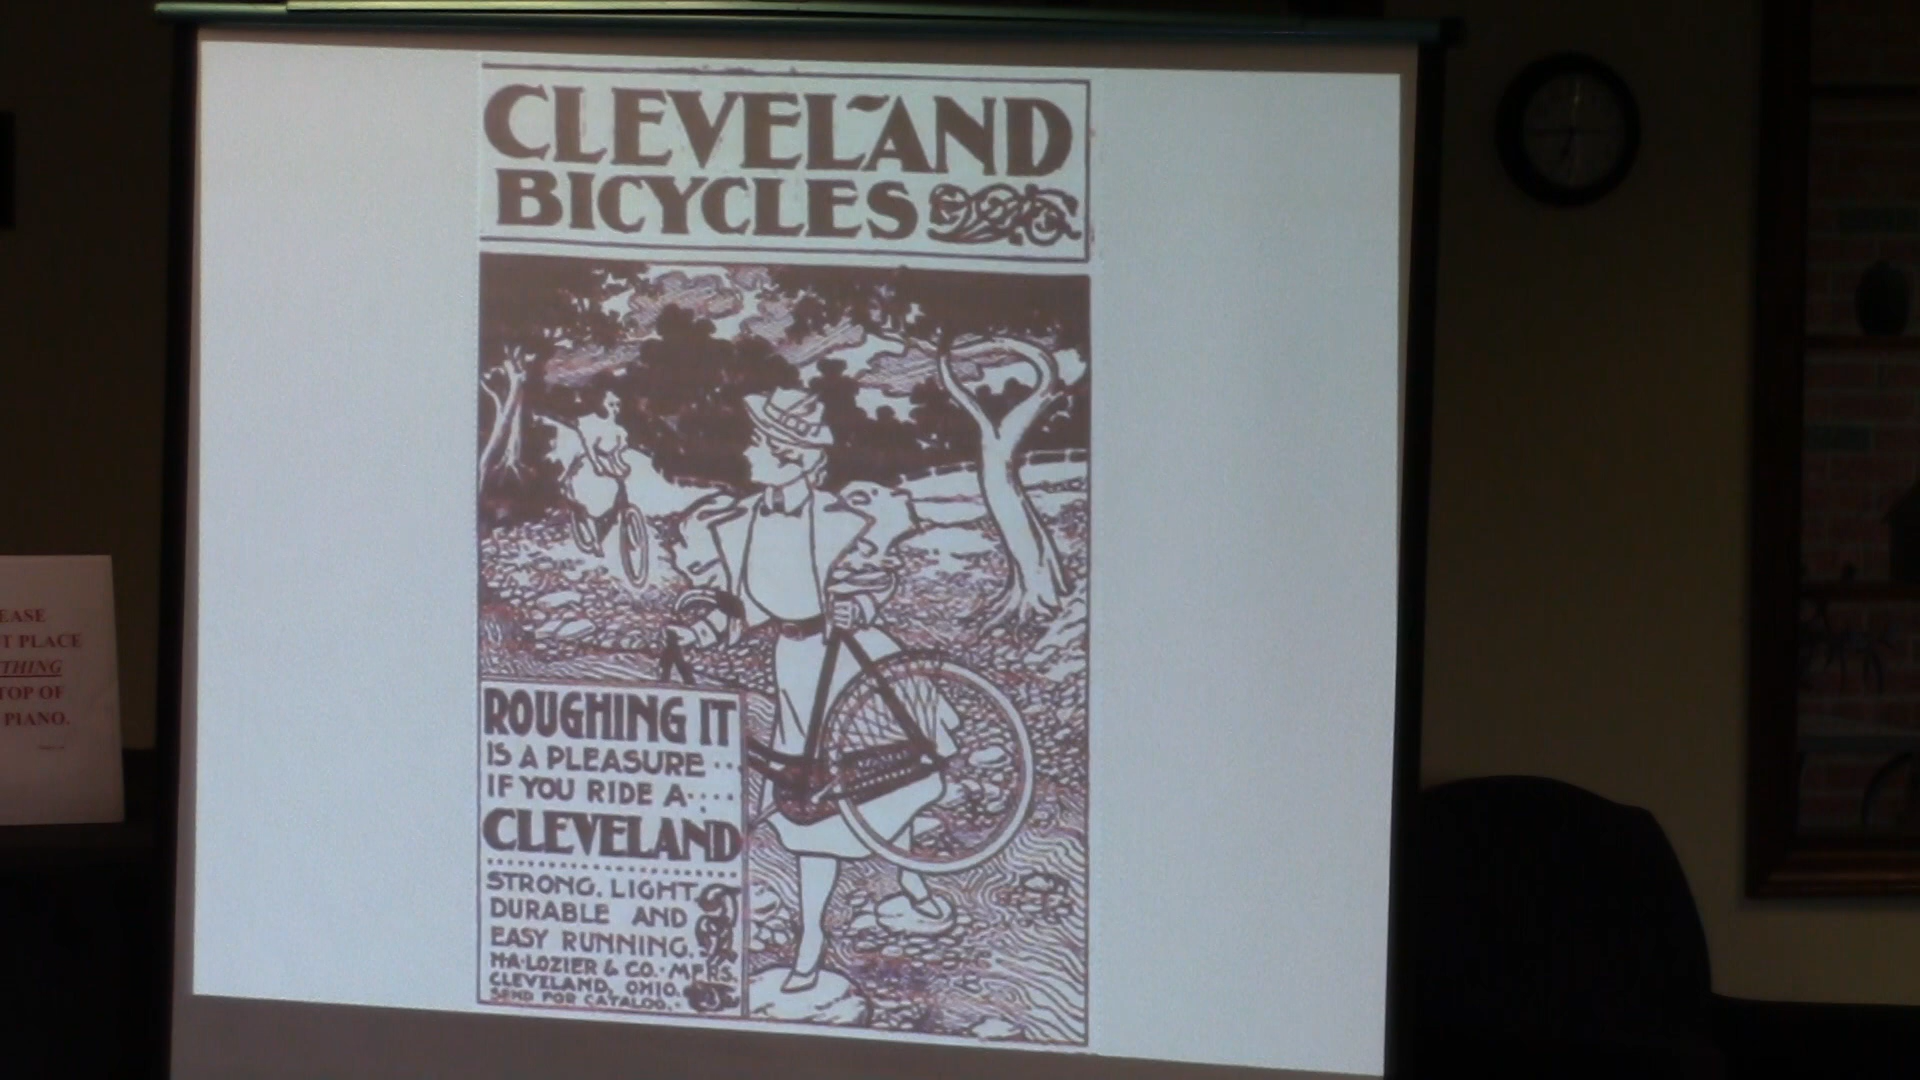 CLEVELAND
BICYCLES
ROUGHING IT
IS A PLEASURE
IF YOU RIDE A
CLEVELAND
STRONG. LIGHT,
DURABLE AND
EASY RUNNING.
H·A·LOZIER & CO.·MFRS.
CLEVELAND, OHIO.
SEND FOR CATALOG.
EASE
T PLACE
THING
TOP OF
PIANO.